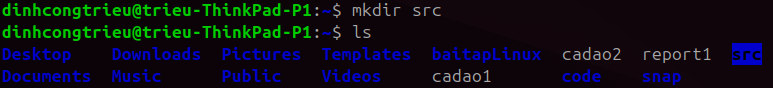 dinhcongtrieu@trieu-ThinkPad-P1:~$ mkdir src
dinhcongtrieu@trieu-ThinkPad-P1:~$ ls
Desktop Downloads Pictures Templates baitapLinux cadao2 report1 src
Documents Music Public Videos cadao1 code snap